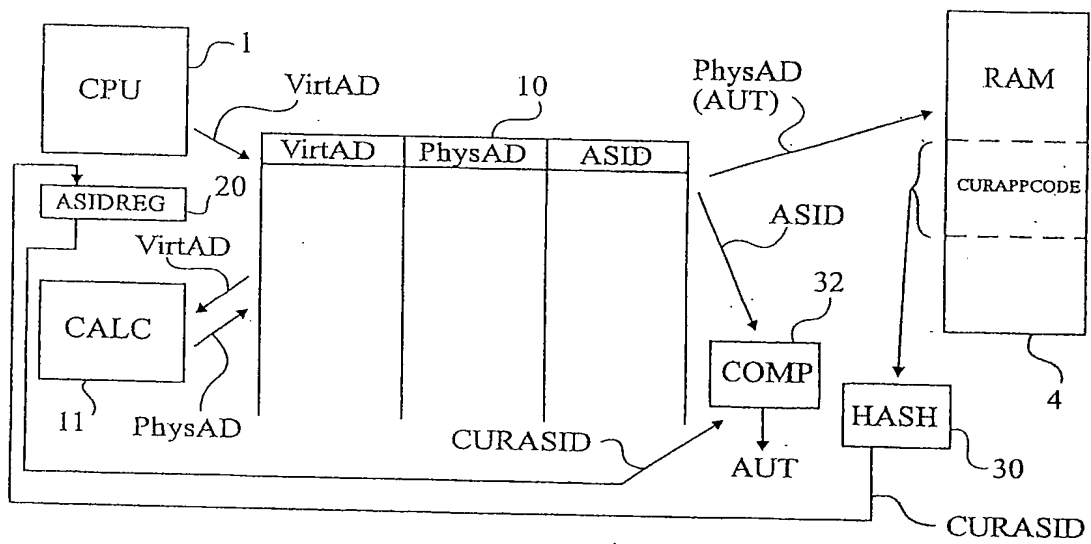 1
CPU
VirtAD
10
PhysAD
(AUT)
RAM
VirtAD PhysAD ASID
20
ASIDREG
CURAPPCODE
ASID
VirtAD
32
CALC
COMP
4
11
PhysAD
HASH
CURASID
AUT
30
CURASID